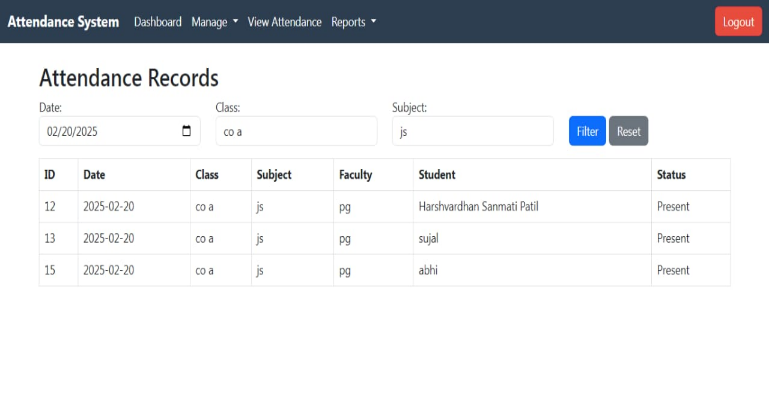 Attendance System Dashboard Manage View Attendance Reports Logout
Attendance Records
Date: Class: Subject:
02/20/2025 co a js Filter Reset
ID Date Class Subject Faculty Student Status
12 2025-02-20 co a js pg Harshvardhan Sanmati Patil Present
13 2025-02-20 co a js pg sujal Present
15 2025-02-20 co a js pg abhi Present